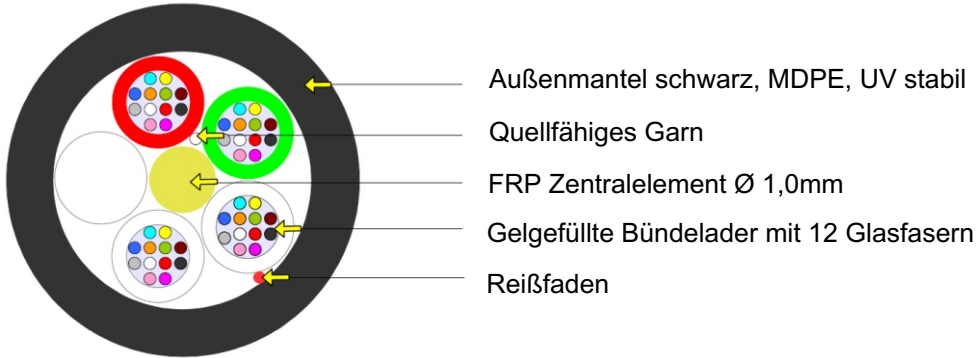 Außenmantel schwarz, MDPE, UV stabil
Quellfähiges Garn
FRP Zentralelement Ø 1,0mm
Gelgefüllte Bündelader mit 12 Glasfasern
Reißfaden